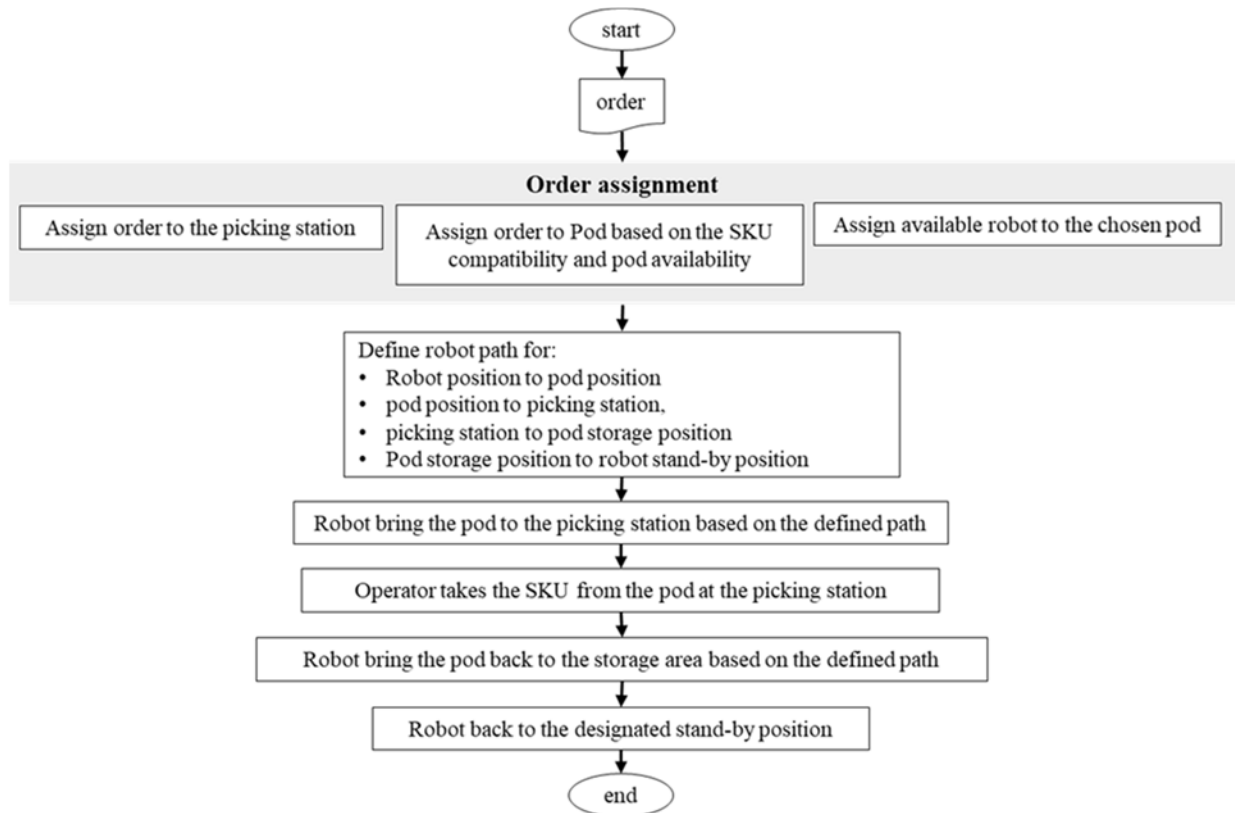 start
order
Order assignment
Assign order to the picking station
Assign order to Pod based on the SKU
compatibility and pod availability
Assign available robot to the chosen pod
Define robot path for:
• Robot position to pod position
• pod position to picking station,
• picking station to pod storage position
• Pod storage position to robot stand-by position
Robot bring the pod to the picking station based on the defined path
Operator takes the SKU from the pod at the picking station
Robot bring the pod back to the storage area based on the defined path
Robot back to the designated stand-by position
end